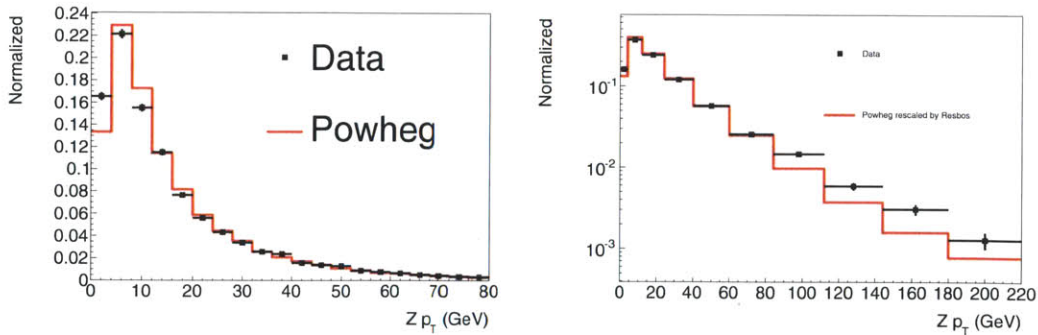 Normalized
0.24
0.22
0.20
0.18
0.16
0.14
0.12
0.1
0.08
0.06
0.04
0.02
0
Data
Powheg
0 10 20 30 40 50 60 70 80
Z p_T (GeV)
Normalized
10^-1
10^-2
10^-3
Data
Powheg rescaled by Resbos
0 20 40 60 80 100 120 140 160 180 200 220
Z p_T (GeV)